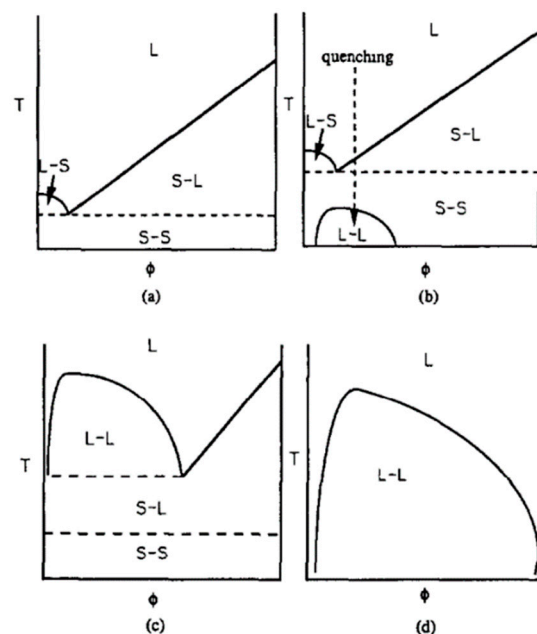 L
T
L-S
S-L
S-S
ϕ
(a)
L
quenching
T
L-S
S-L
S-S
L-L
ϕ
(b)
L
L-L
T
S-L
S-S
ϕ
(c)
L
T
L-L
ϕ
(d)